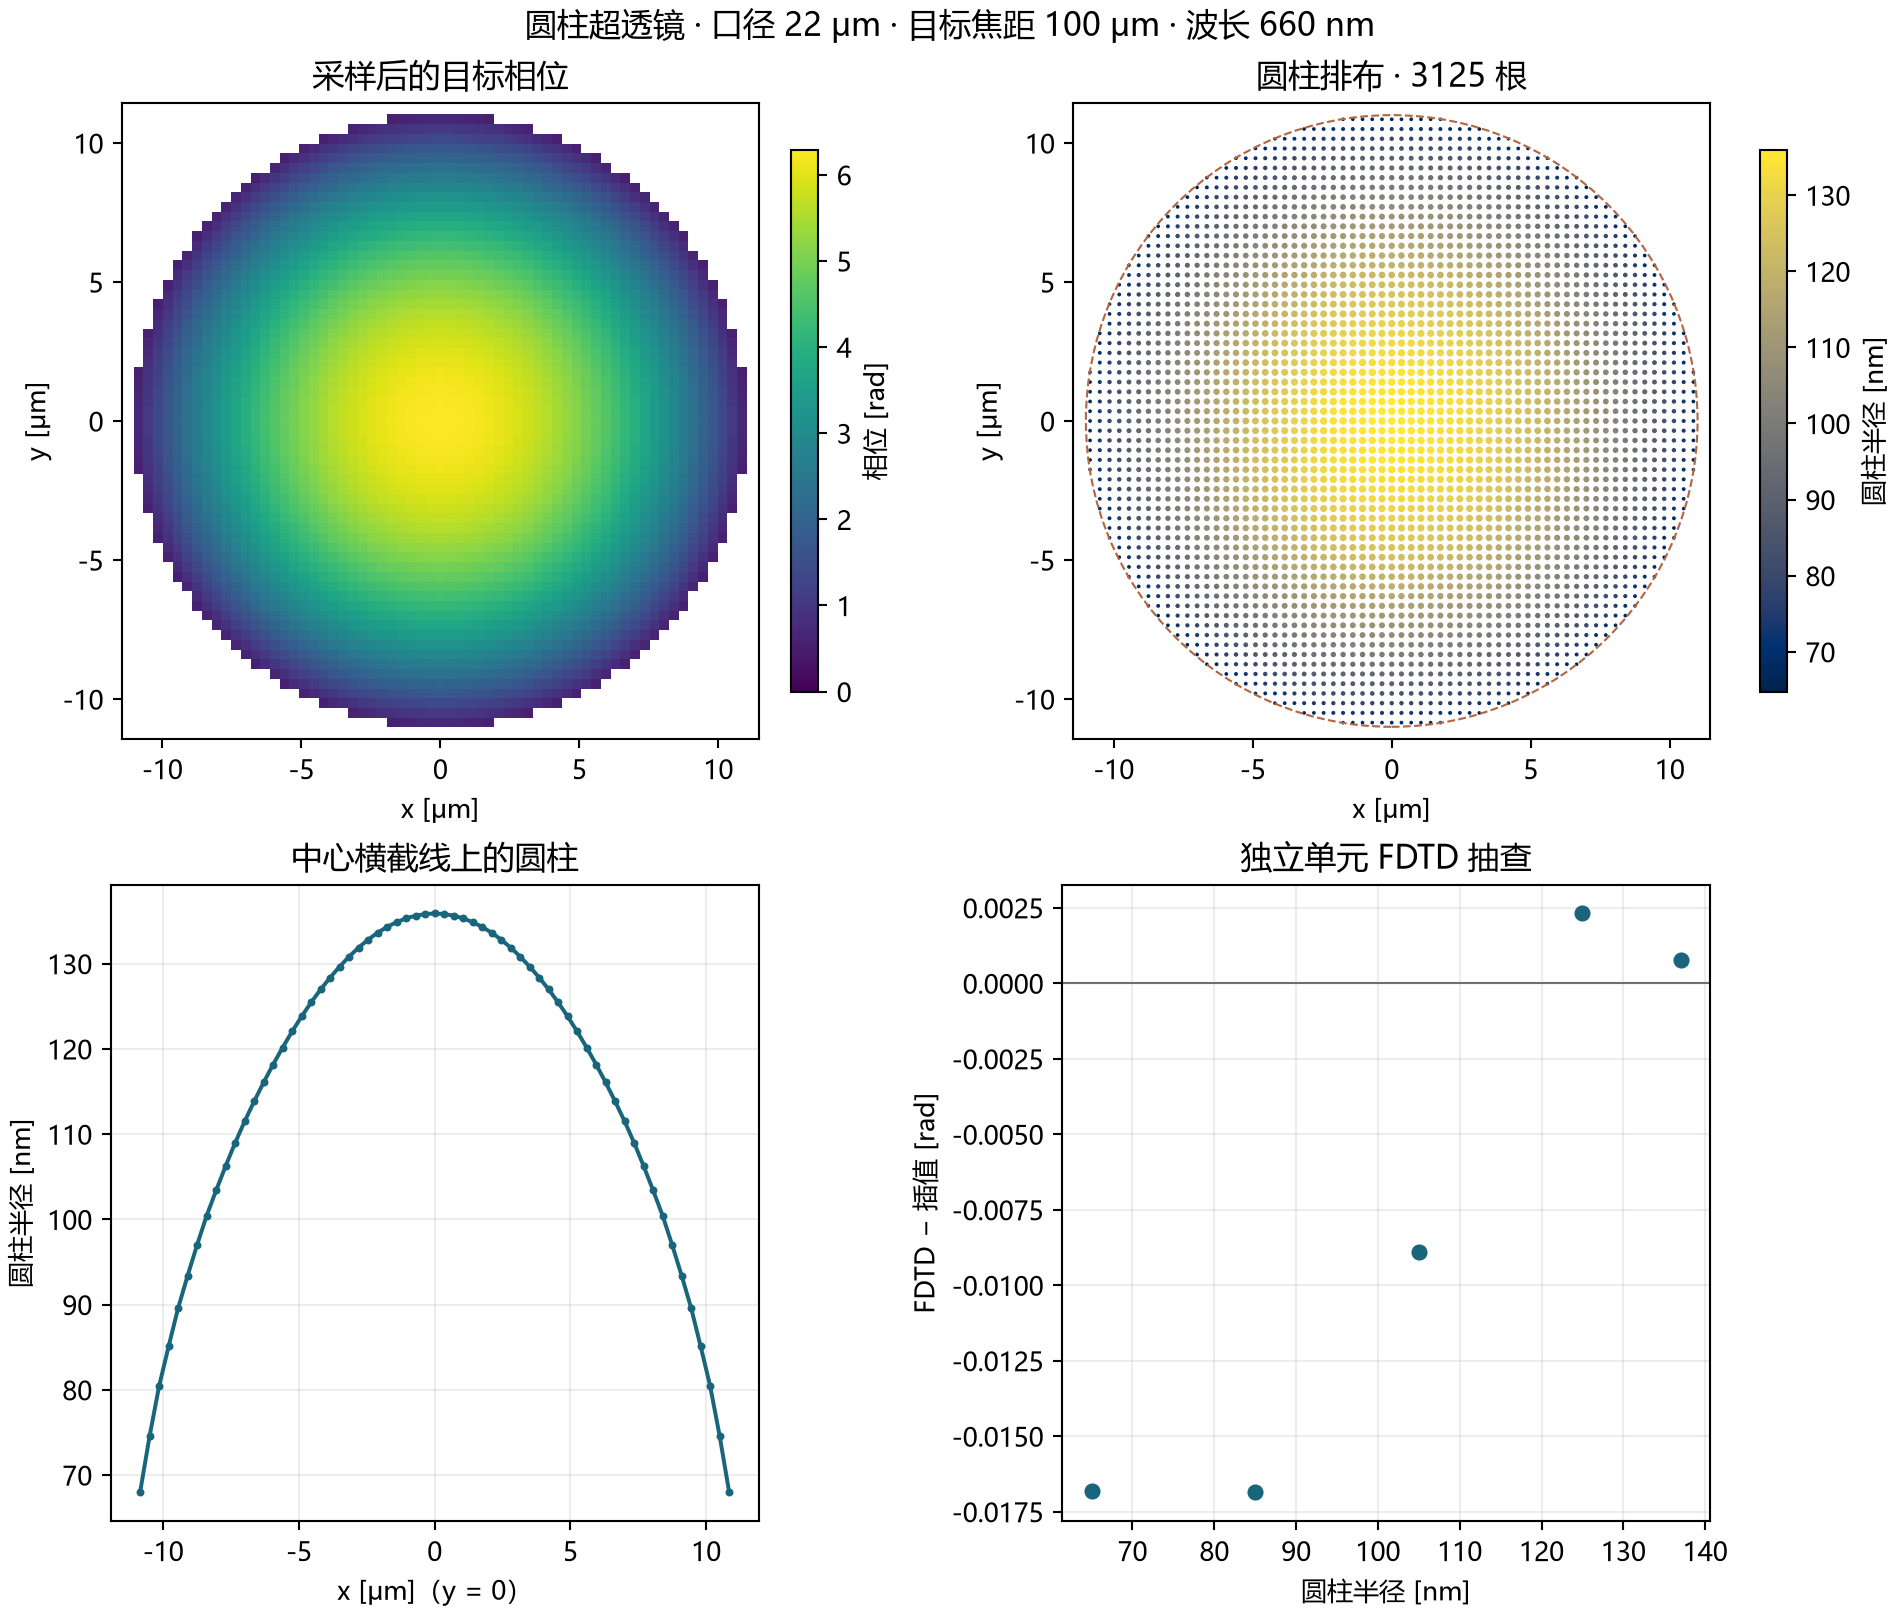 圆柱超透镜 · 口径 22 μm · 目标焦距 100 μm · 波长 660 nm
采样后的目标相位
10
5
0
-5
-10
y [μm]
-10 -5 0 5 10
x [μm]
6
5
4
3
2
1
0
相位 [rad]
圆柱排布 · 3125 根
10
5
0
-5
-10
y [μm]
-10 -5 0 5 10
x [μm]
130
120
110
100
90
80
70
圆柱半径 [nm]
中心横截线上的圆柱
130
120
110
100
90
80
70
圆柱半径 [nm]
-10 -5 0 5 10
x [μm]（y = 0）
独立单元 FDTD 抽查
0.0025
0.0000
-0.0025
-0.0050
-0.0075
-0.0100
-0.0125
-0.0150
-0.0175
FDTD − 插值 [rad]
70 80 90 100 110 120 130 140
圆柱半径 [nm]